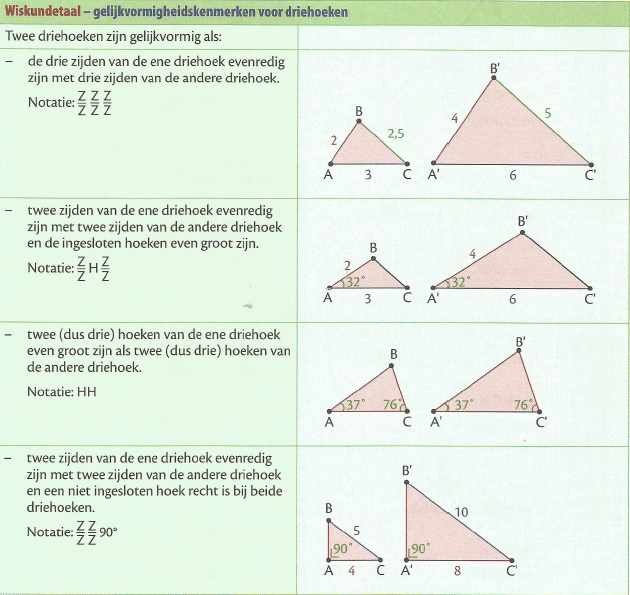 Wiskundetaal – gelijkvormigheidskenmerken voor driehoeken
Twee driehoeken zijn gelijkvormig als:
– de drie zijden van de ene driehoek evenredig
zijn met drie zijden van de andere driehoek.
Notatie: Z/Z Z/Z Z/Z
B
2
2,5
A
3
C
B'
4
5
A'
6
C'
– twee zijden van de ene driehoek evenredig
zijn met twee zijden van de andere driehoek
en de ingesloten hoeken even groot zijn.
Notatie: Z/Z H Z/Z
B
2
32°
A
3
C
B'
4
32°
A'
6
C'
– twee (dus drie) hoeken van de ene driehoek
even groot zijn als twee (dus drie) hoeken van
de andere driehoek.
Notatie: HH
B
37° 76°
A C
B'
37° 76°
A' C'
– twee zijden van de ene driehoek evenredig
zijn met twee zijden van de andere driehoek
en een niet ingesloten hoek recht is bij beide
driehoeken.
Notatie: Z/Z Z/Z 90°
B
5
90°
A 4 C
B'
10
90°
A' 8 C'